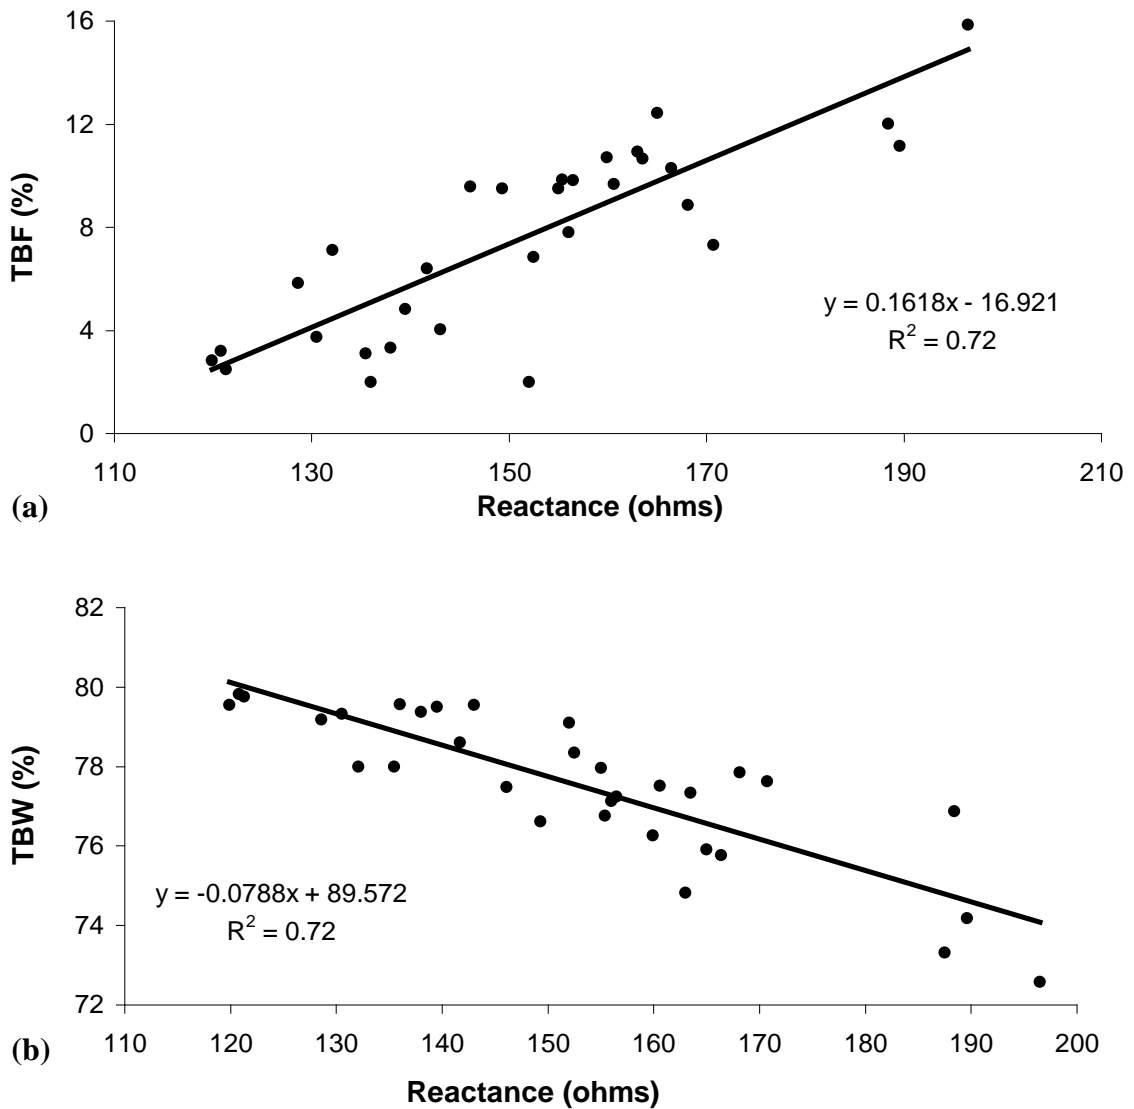 16
12
8
4
0
TBF (%)
y = 0.1618x - 16.921
R² = 0.72
110 130 150 170 190 210
(a)
Reactance (ohms)
82
80
78
76
74
72
TBW (%)
y = -0.0788x + 89.572
R² = 0.72
110 120 130 140 150 160 170 180 190 200
(b)
Reactance (ohms)